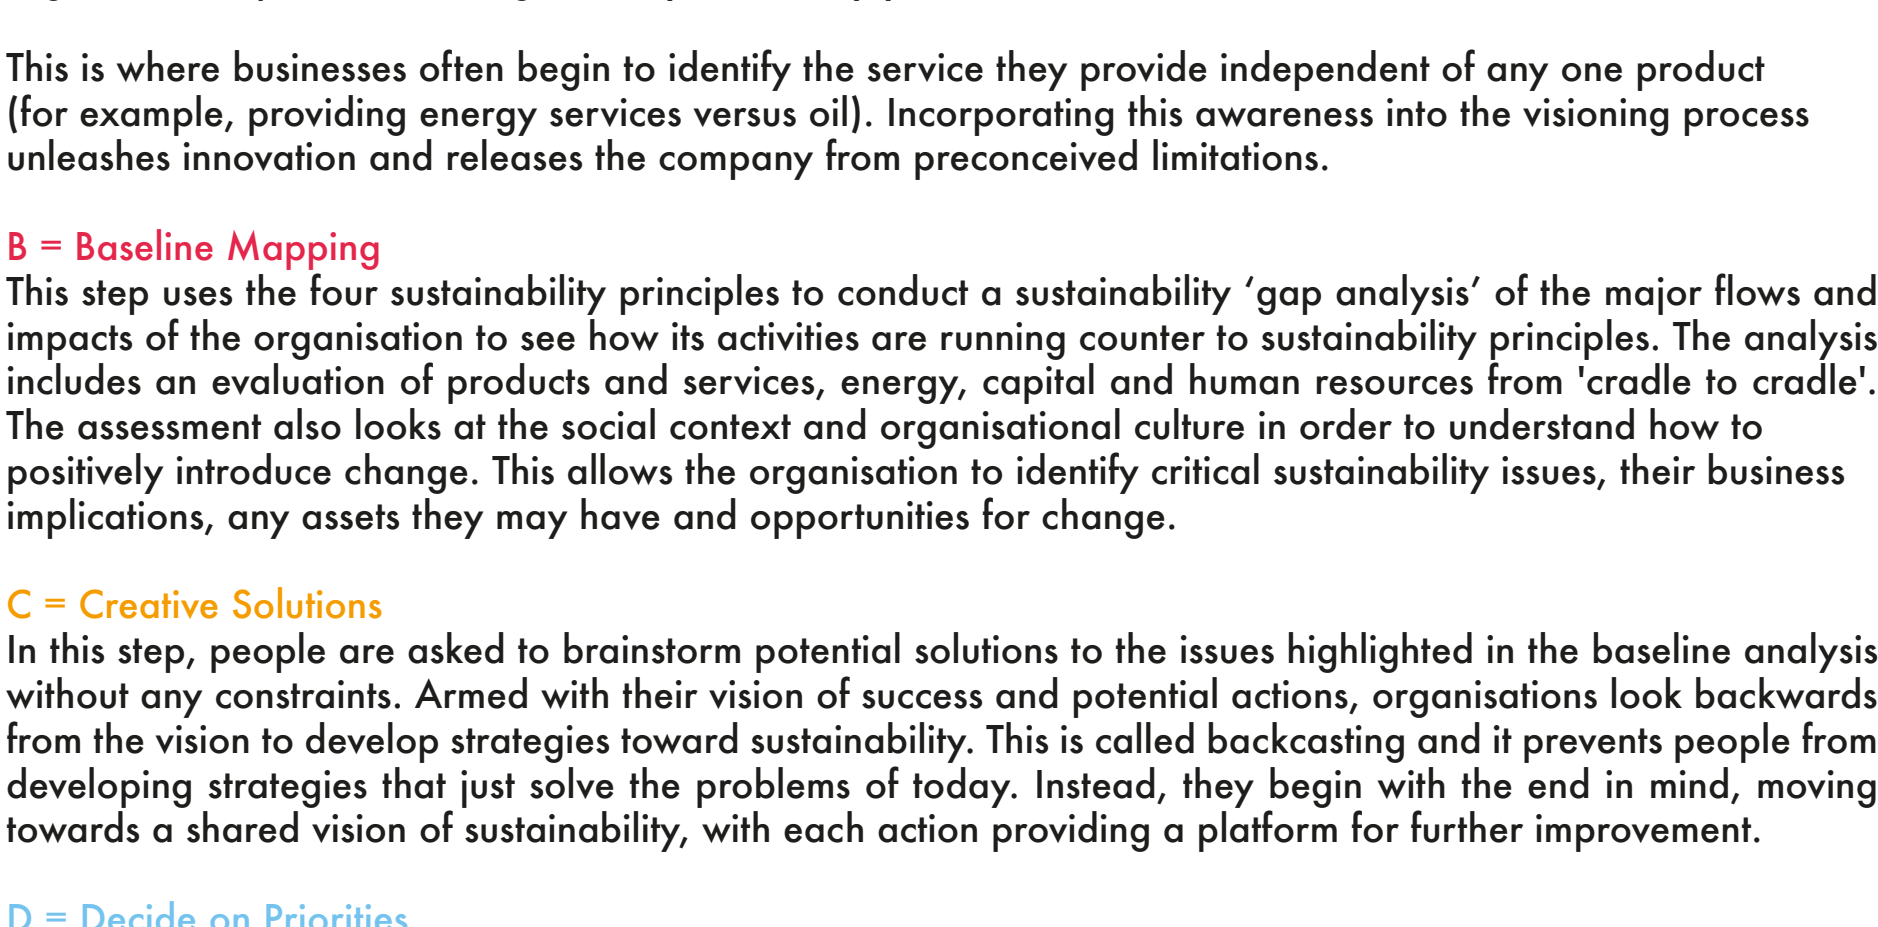 This is where businesses often begin to identify the service they provide independent of any one product
(for example, providing energy services versus oil). Incorporating this awareness into the visioning process
unleashes innovation and releases the company from preconceived limitations.
B = Baseline Mapping
This step uses the four sustainability principles to conduct a sustainability ‘gap analysis’ of the major flows and
impacts of the organisation to see how its activities are running counter to sustainability principles. The analysis
includes an evaluation of products and services, energy, capital and human resources from 'cradle to cradle'.
The assessment also looks at the social context and organisational culture in order to understand how to
positively introduce change. This allows the organisation to identify critical sustainability issues, their business
implications, any assets they may have and opportunities for change.
C = Creative Solutions
In this step, people are asked to brainstorm potential solutions to the issues highlighted in the baseline analysis
without any constraints. Armed with their vision of success and potential actions, organisations look backwards
from the vision to develop strategies toward sustainability. This is called backcasting and it prevents people from
developing strategies that just solve the problems of today. Instead, they begin with the end in mind, moving
towards a shared vision of sustainability, with each action providing a platform for further improvement.
D = Decide on Priorities